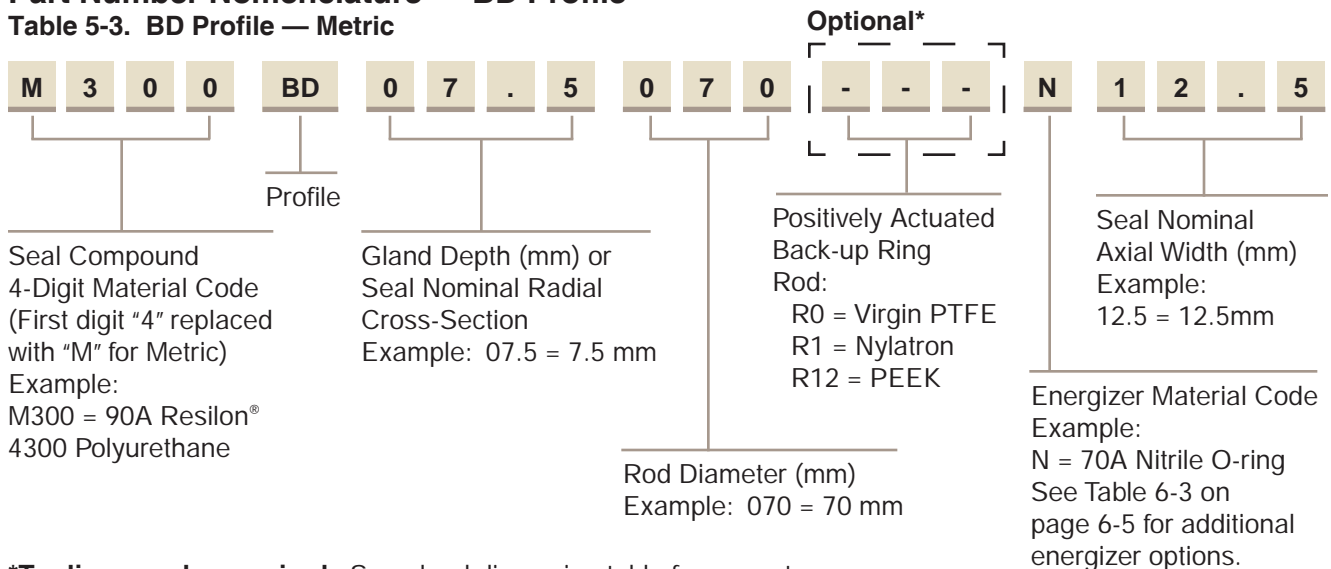 Table 5-3. BD Profile — Metric
Optional*
M 3 0 0 BD 0 7 . 5 0 7 0 - - - N 1 2 . 5
Profile
Seal Compound
4-Digit Material Code
(First digit “4” replaced
with “M” for Metric)
Example:
M300 = 90A Resilon®
4300 Polyurethane
Gland Depth (mm) or
Seal Nominal Radial
Cross-Section
Example: 07.5 = 7.5 mm
Rod Diameter (mm)
Example: 070 = 70 mm
Positively Actuated
Back-up Ring
Rod:
R0 = Virgin PTFE
R1 = Nylatron
R12 = PEEK
Energizer Material Code
Example:
N = 70A Nitrile O-ring
See Table 6-3 on
page 6-5 for additional
energizer options.
Seal Nominal
Axial Width (mm)
Example:
12.5 = 12.5mm